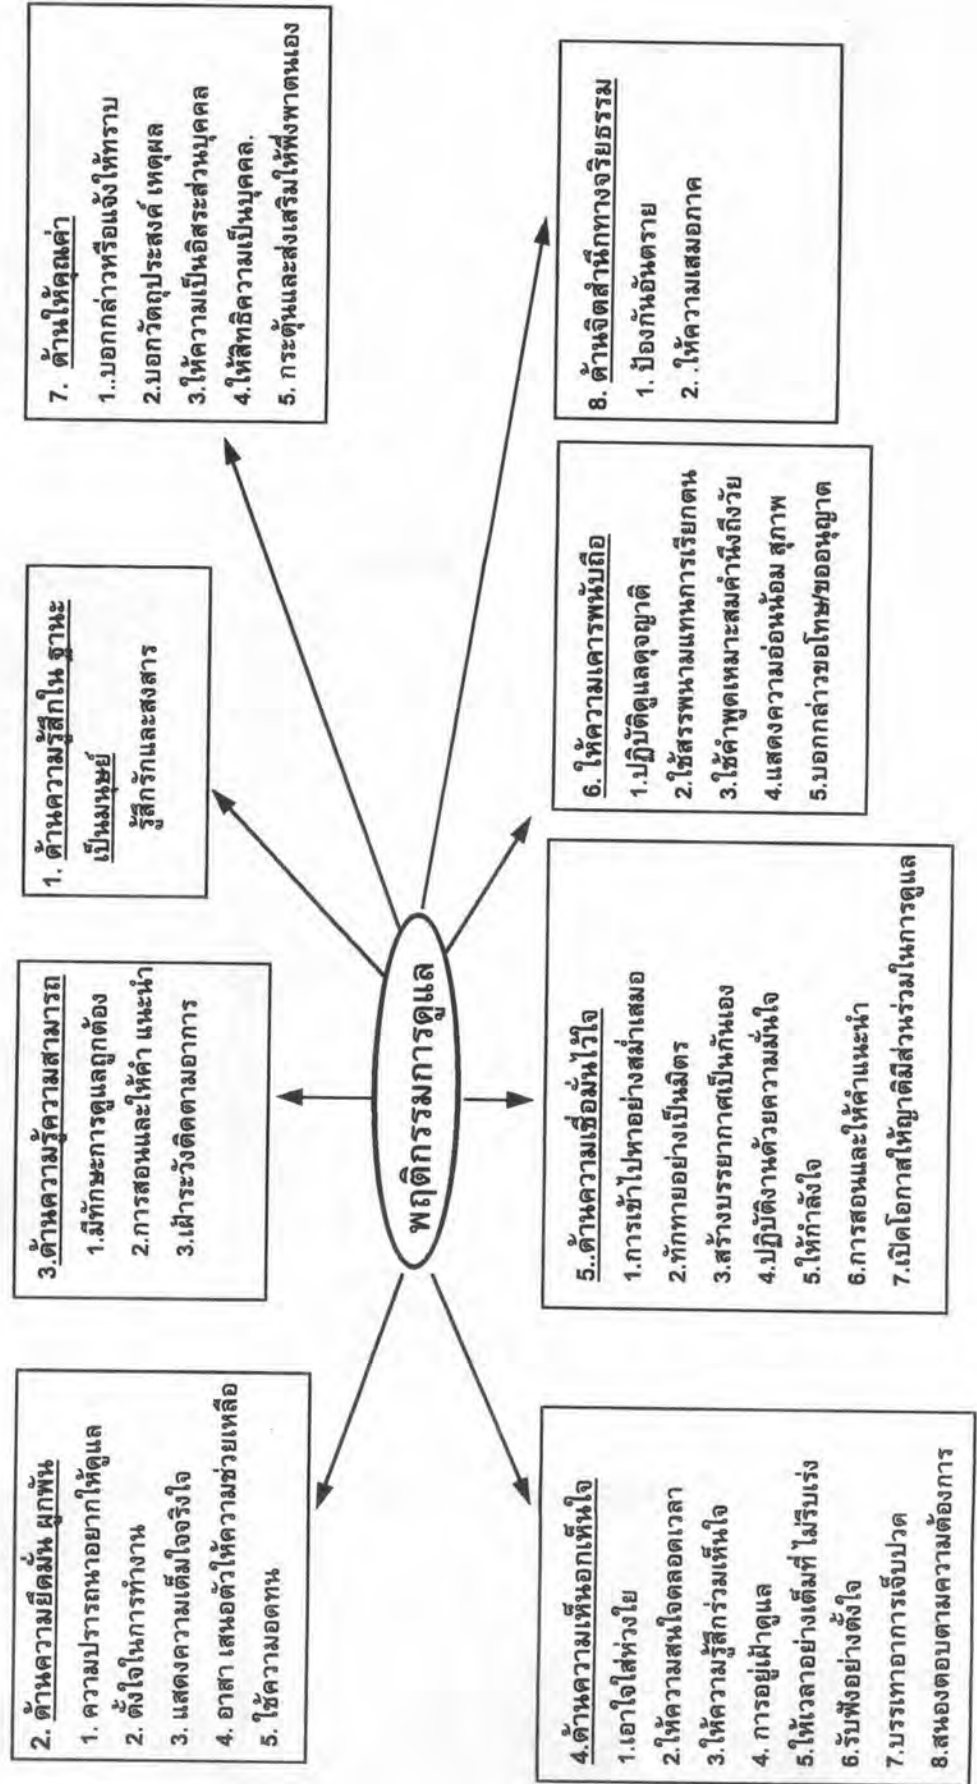 2. ด้านความยึดมั่น ผูกพัน
1. ความปรารถนาอยากให้ดูแล
2. ตั้งใจในการทำงาน
3. แสดงความเต็มใจจริงใจ
4. อาสา เสนอตัวให้ความช่วยเหลือ
5. ใช้ความอดทน
3.ด้านความรู้ความสามารถ
1.มีทักษะการดูแลถูกต้อง
2.การสอนและให้คำ แนะนำ
3.เฝ้าระวังติดตามอาการ
1. ด้านความรู้สึกใน ฐานะ
เป็นมนุษย์
รู้สึกรักและสงสาร
7. ด้านให้คุณค่า
1..บอกกล่าวหรือแจ้งให้ทราบ
2.บอกวัตถุประสงค์ เหตุผล
3.ให้ความเป็นอิสระส่วนบุคคล
4.ให้สิทธิความเป็นบุคคล.
5. กระตุ้นและส่งเสริมให้พึ่งพาตนเอง
พฤติกรรมการดูแล
4.ด้านความเห็นอกเห็นใจ
1.เอาใจใส่ห่วงใย
2.ให้ความสนใจตลอดเวลา
3.ให้ความรู้สึกร่วมเห็นใจ
4. การอยู่เฝ้าดูแล
5.ให้เวลาอย่างเต็มที่ ไม่รีบเร่ง
6.รับฟังอย่างตั้งใจ
7.บรรเทาอาการเจ็บปวด
8.สนองตอบตามความต้องการ
5..ด้านความเชื่อมั่นไว้ใจ
1.การเข้าไปหาอย่างสม่ำเสมอ
2.ทักทายอย่างเป็นมิตร
3.สร้างบรรยากาศเป็นกันเอง
4.ปฏิบัติงานด้วยความมั่นใจ
5.ให้กำลังใจ
6.การสอนและให้คำแนะนำ
7.เปิดโอกาสให้ญาติมีส่วนร่วมในการดูแล
6. ให้ความเคารพนับถือ
1.ปฏิบัติดูแลดุจญาติ
2.ใช้สรรพนามแทนการเรียกตน
3.ใช้คำพูดเหมาะสมคำนึงถึงวัย
4.แสดงความอ่อนน้อม สุภาพ
5.บอกกล่าวขอโทษ/ขออนุญาต
8. ด้านจิตสำนึกทางจริยธรรม
1. ป้องกันอันตราย
2. .ให้ความเสมอภาค